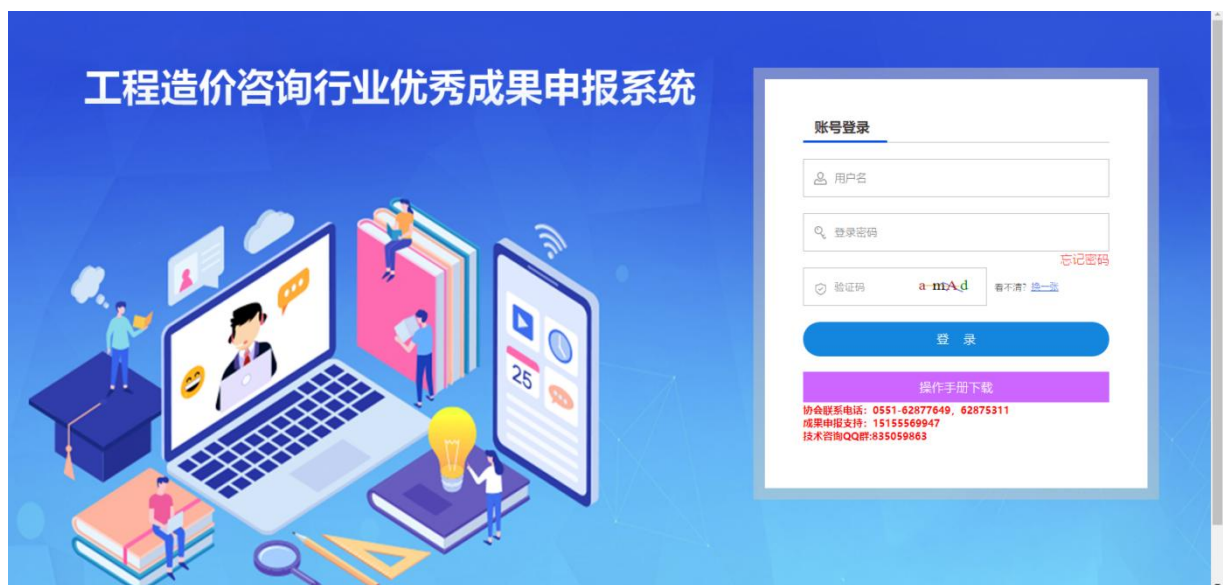 工程造价咨询行业优秀成果申报系统
账号登录
用户名
登录密码
忘记密码
验证码
a-mAd
看不清? 换一张
登 录
操作手册下载
协会联系电话：0551-62877649，62875311
成果申报支持：15155569947
技术咨询QQ群:835059863
25